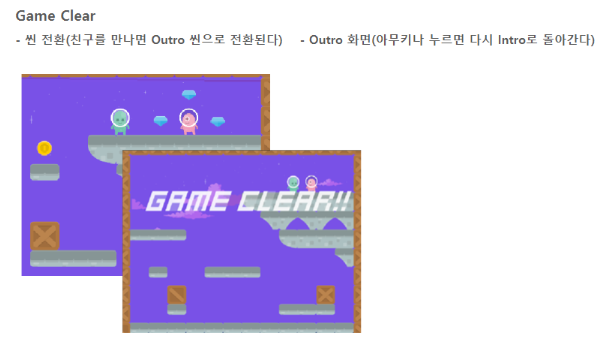 Game Clear
- 씬 전환(친구를 만나면 Outro 씬으로 전환된다)
- Outro 화면(아무키나 누르면 다시 Intro로 돌아간다)
GAME CLEAR!!